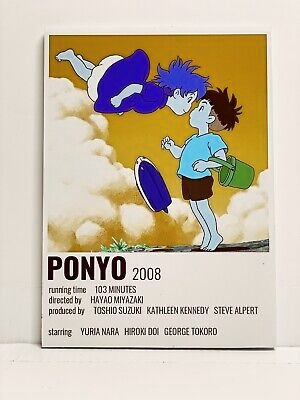 PONYO 2008
running time 103 MINUTES
directed by HAYAO MIYAZAKI
produced by TOSHIO SUZUKI KATHLEEN KENNEDY STEVE ALPERT
starring YURIA NARA HIROKI DOI GEORGE TOKORO